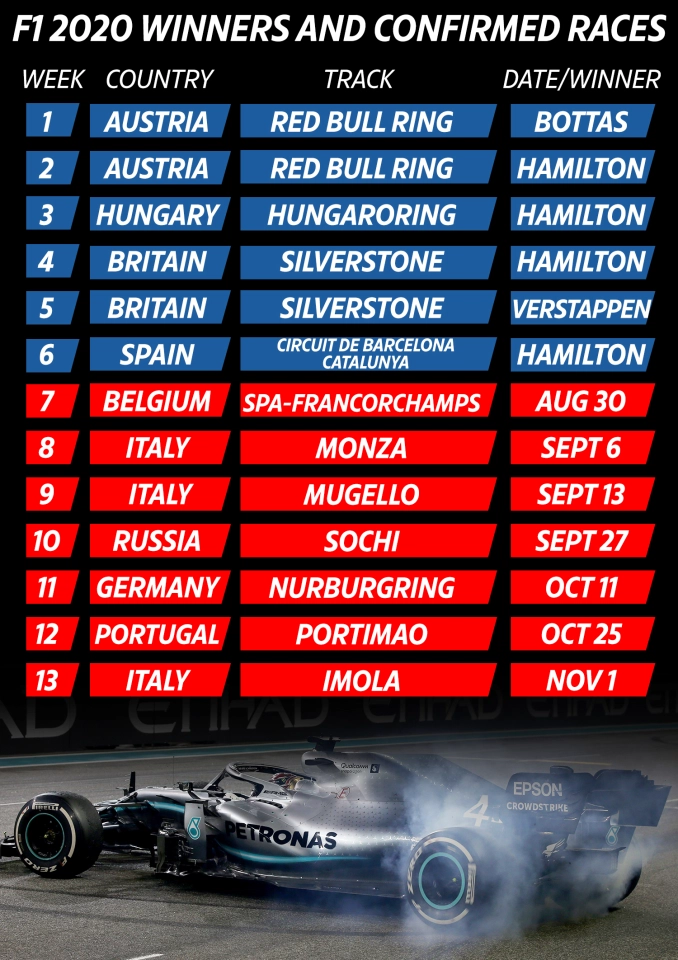 F1 2020 WINNERS AND CONFIRMED RACES
WEEK COUNTRY TRACK DATE/WINNER
1 AUSTRIA RED BULL RING BOTTAS
2 AUSTRIA RED BULL RING HAMILTON
3 HUNGARY HUNGARORING HAMILTON
4 BRITAIN SILVERSTONE HAMILTON
5 BRITAIN SILVERSTONE VERSTAPPEN
6 SPAIN CIRCUIT DE BARCELONA CATALUNYA HAMILTON
7 BELGIUM SPA-FRANCORCHAMPS AUG 30
8 ITALY MONZA SEPT 6
9 ITALY MUGELLO SEPT 13
10 RUSSIA SOCHI SEPT 27
11 GERMANY NURBURGRING OCT 11
12 PORTUGAL PORTIMAO OCT 25
13 ITALY IMOLA NOV 1
ETIHAD
Qualcomm
EPSON
CROWDSTRIKE
44
PETRONAS
PIRELLI
P ZERO